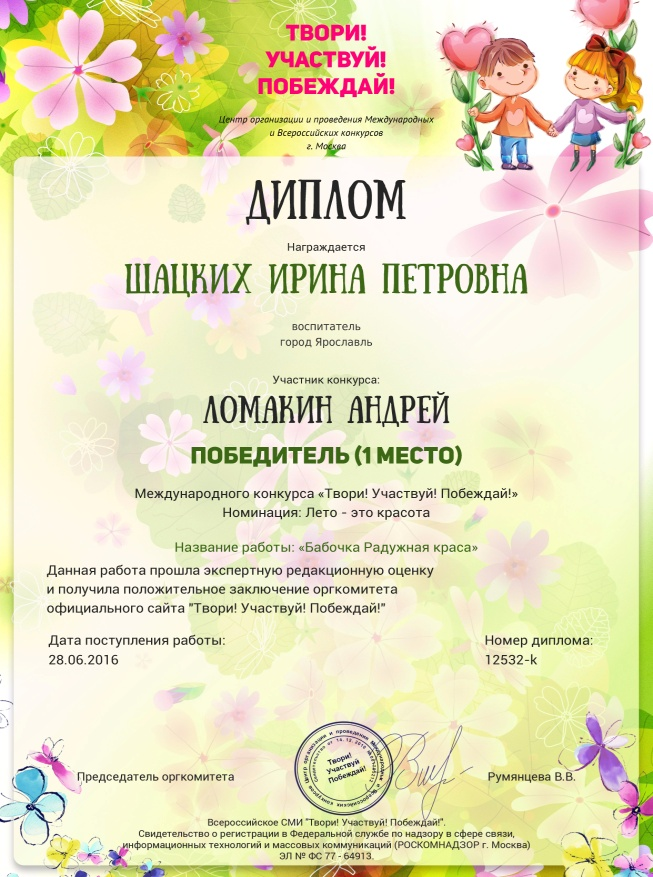 ТВОРИ!
УЧАСТВУЙ!
ПОБЕЖДАЙ!
Центр организации и проведения Международных
и Всероссийских конкурсов
г. Москва
ДИПЛОМ
Награждается
ШАЦКИХ ИРИНА ПЕТРОВНА
воспитатель
город Ярославль
Участник конкурса:
ЛОМАКИН АНДРЕЙ
ПОБЕДИТЕЛЬ (1 МЕСТО)
Международного конкурса «Твори! Участвуй! Побеждай!»
Номинация: Лето - это красота
Название работы: «Бабочка Радужная краса»
Данная работа прошла экспертную редакционную оценку
и получила положительное заключение оргкомитета
официального сайта "Твори! Участвуй! Побеждай!"
Дата поступления работы:
28.06.2016
Номер диплома:
12532-k
Твори!
Участвуй
Побеждай!
Председатель оргкомитета
Румянцева В.В.
Всероссийское СМИ "Твори! Участвуй! Побеждай!".
Свидетельство о регистрации в Федеральной службе по надзору в сфере связи,
информационных технологий и массовых коммуникаций (РОСКОМНАДЗОР г. Москва)
ЭЛ № ФС 77 - 64913.